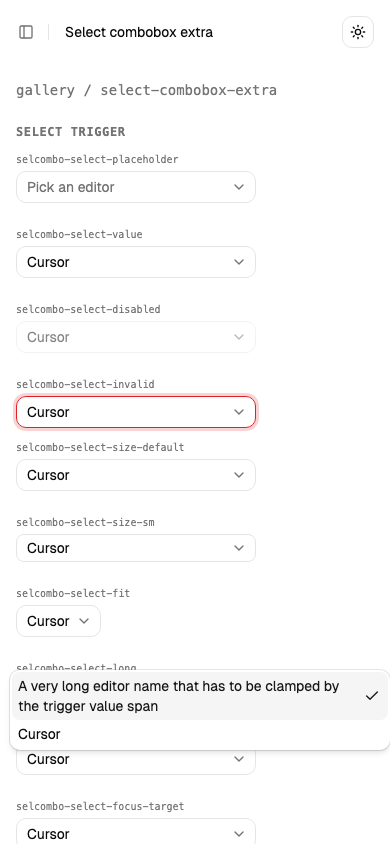 Select combobox extra
gallery / select-combobox-extra
SELECT TRIGGER
selcombo-select-placeholder
Pick an editor
selcombo-select-value
Cursor
selcombo-select-disabled
Cursor
selcombo-select-invalid
Cursor
selcombo-select-size-default
Cursor
selcombo-select-size-sm
Cursor
selcombo-select-fit
Cursor
selcombo-select-long
A very long editor name that has to be clamped by
the trigger value span
Cursor
Cursor
selcombo-select-focus-target
Cursor